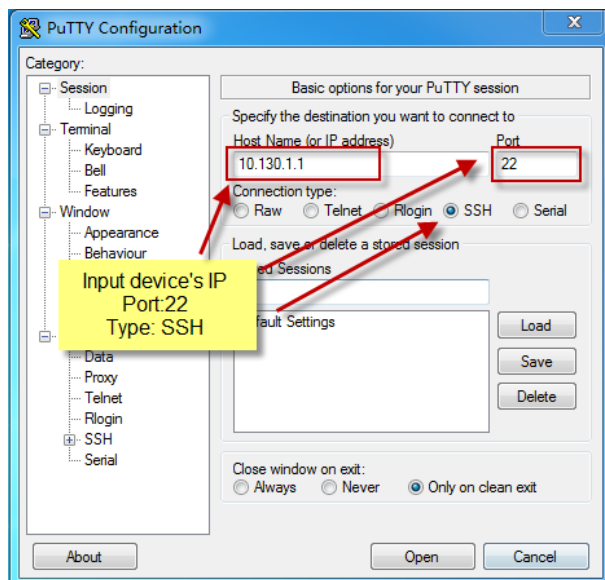 PuTTY Configuration
Category:
Session
Logging
Terminal
Keyboard
Bell
Features
Window
Appearance
Behaviour
Data
Proxy
Telnet
Rlogin
SSH
Serial
Basic options for your PuTTY session
Specify the destination you want to connect to
Host Name (or IP address) Port
10.130.1.1 22
Connection type:
Raw Telnet Rlogin SSH Serial
Load, save or delete a stored session
Sessions
Settings
Load
Save
Delete
Input device's IP
Port:22
Type: SSH
Close window on exit:
Always Never Only on clean exit
About Open Cancel